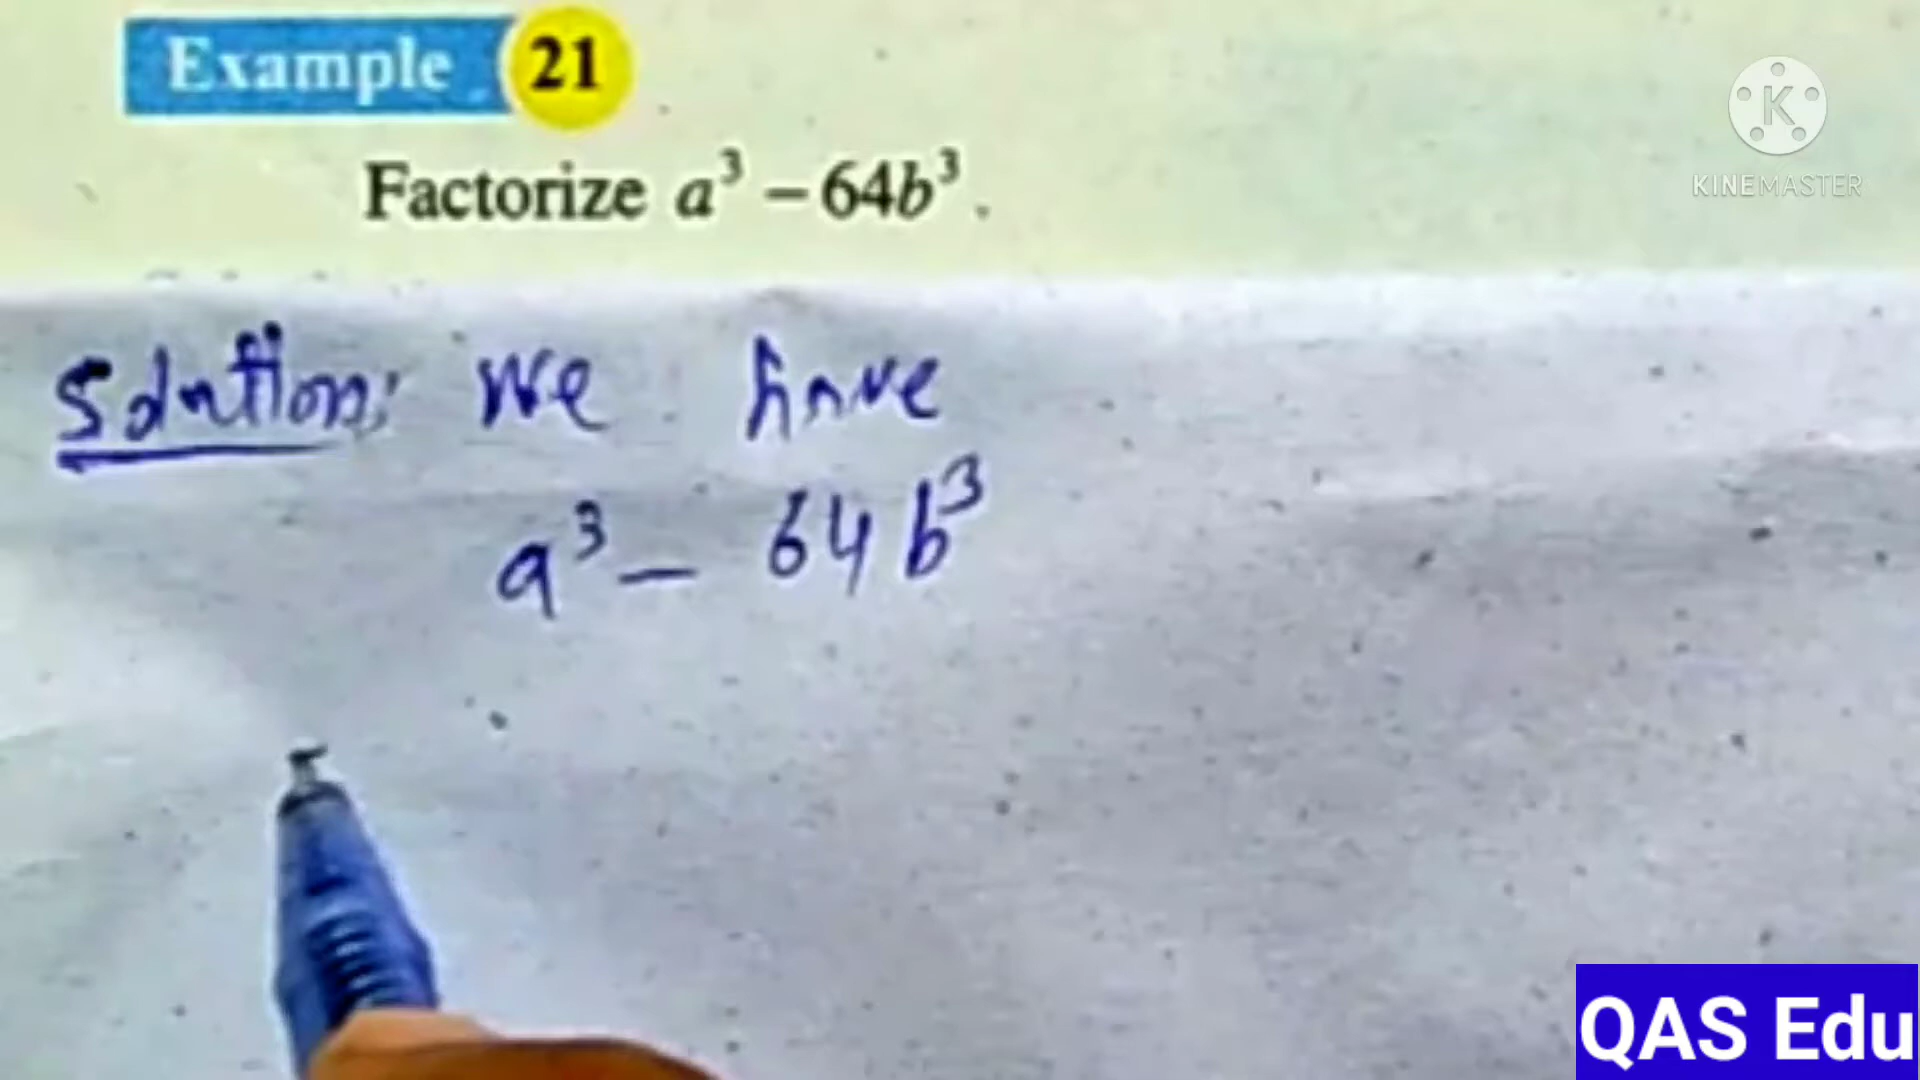 Example 21
KINEMASTER
Factorize a³ – 64b³.
Solution: We have
a³ – 64b³
QAS Edu